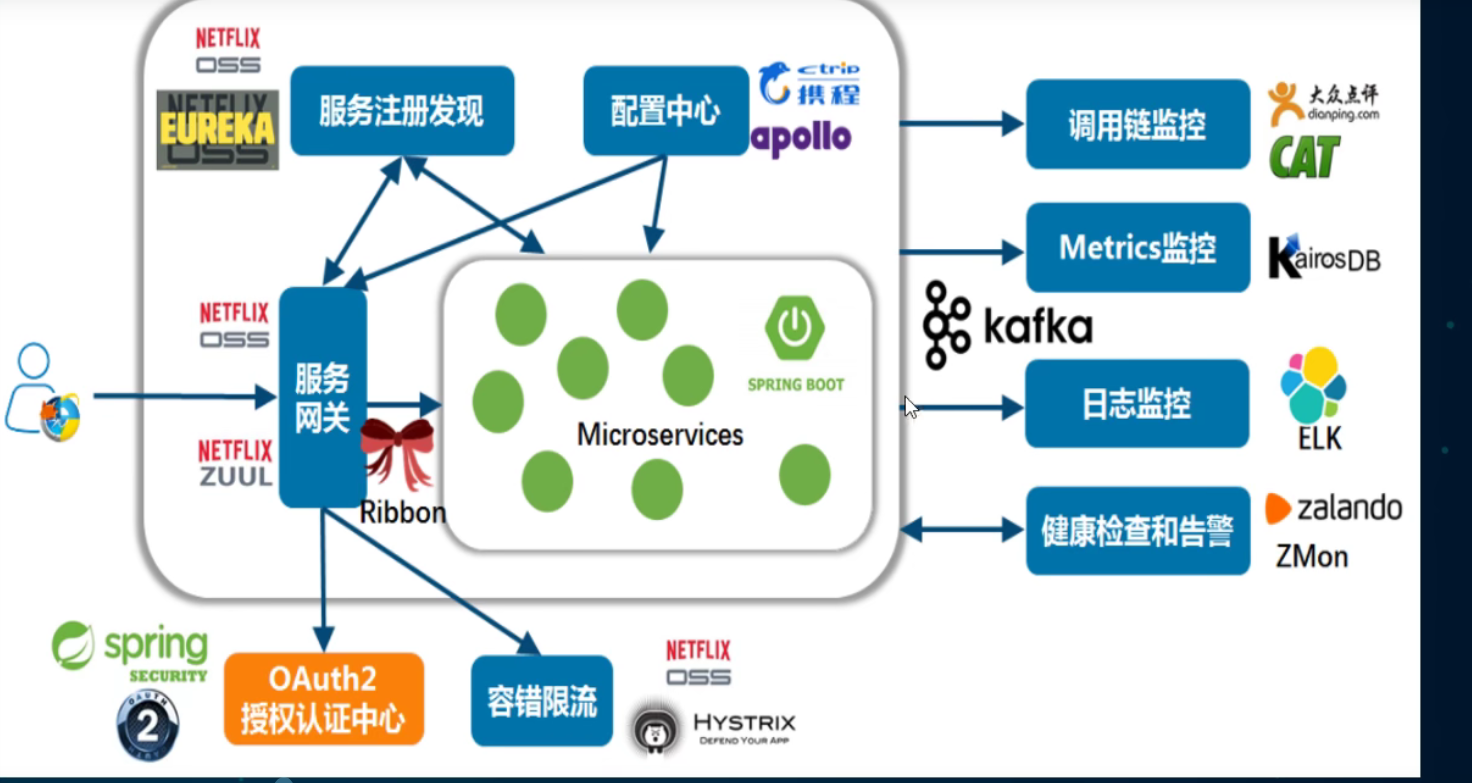 NETFLIX
OSS
NETFLIX
EUREKA
OSS
服务注册发现
配置中心
ctrip
携程
apollo
调用链监控
大众点评
dianping.com
CAT
Metrics监控
KairosDB
NETFLIX
OSS
服务
网关
NETFLIX
ZUUL
Ribbon
SPRING BOOT
Microservices
kafka
日志监控
ELK
健康检查和告警
zalando
ZMon
spring
SECURITY
OAUTH
2
OAuth2
授权认证中心
容错限流
NETFLIX
OSS
HYSTRIX
DEFEND YOUR APP